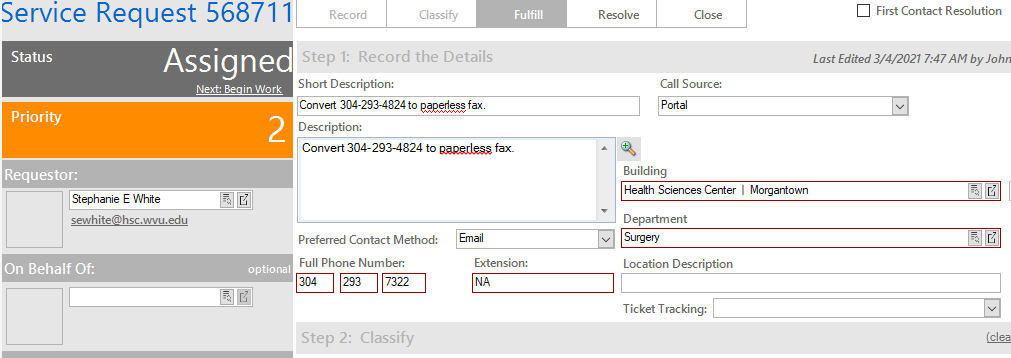 Service Request 568711
Record Classify Fulfill Resolve Close
First Contact Resolution
Status
Assigned
Next: Begin Work
Priority
2
Requestor:
Stephanie E White
sewhite@hsc.wvu.edu
On Behalf Of: optional
Step 1: Record the Details
Last Edited 3/4/2021 7:47 AM by John
Short Description: Call Source:
Convert 304-293-4824 to paperless fax. Portal
Description:
Convert 304-293-4824 to paperless fax.
Building
Health Sciences Center | Morgantown
Department
Surgery
Preferred Contact Method: Email
Full Phone Number: Extension: Location Description
304 293 7322 NA
Ticket Tracking:
Step 2: Classify
(clea